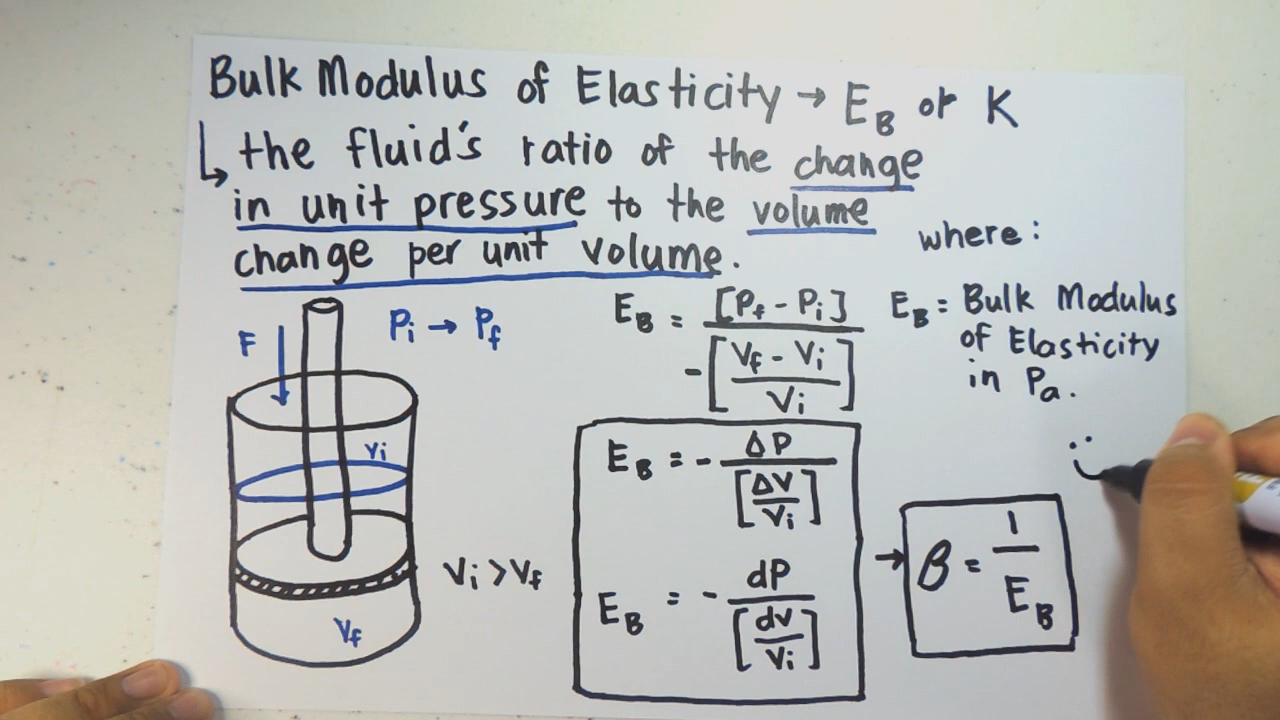 Bulk Modulus of Elasticity → E_B or K
↳ the fluid's ratio of the change
in unit pressure to the volume
change per unit volume.
where:
F
P_i → P_f
E_B = [P_f - P_i] / -[(V_f - V_i) / V_i]
E_B = Bulk Modulus
of Elasticity
in Pa.
V_i
E_B = - ΔP / [ΔV / V_i]
V_i > V_f
V_f
E_B = - dP / [dV / V_i]
→ β = 1 / E_B